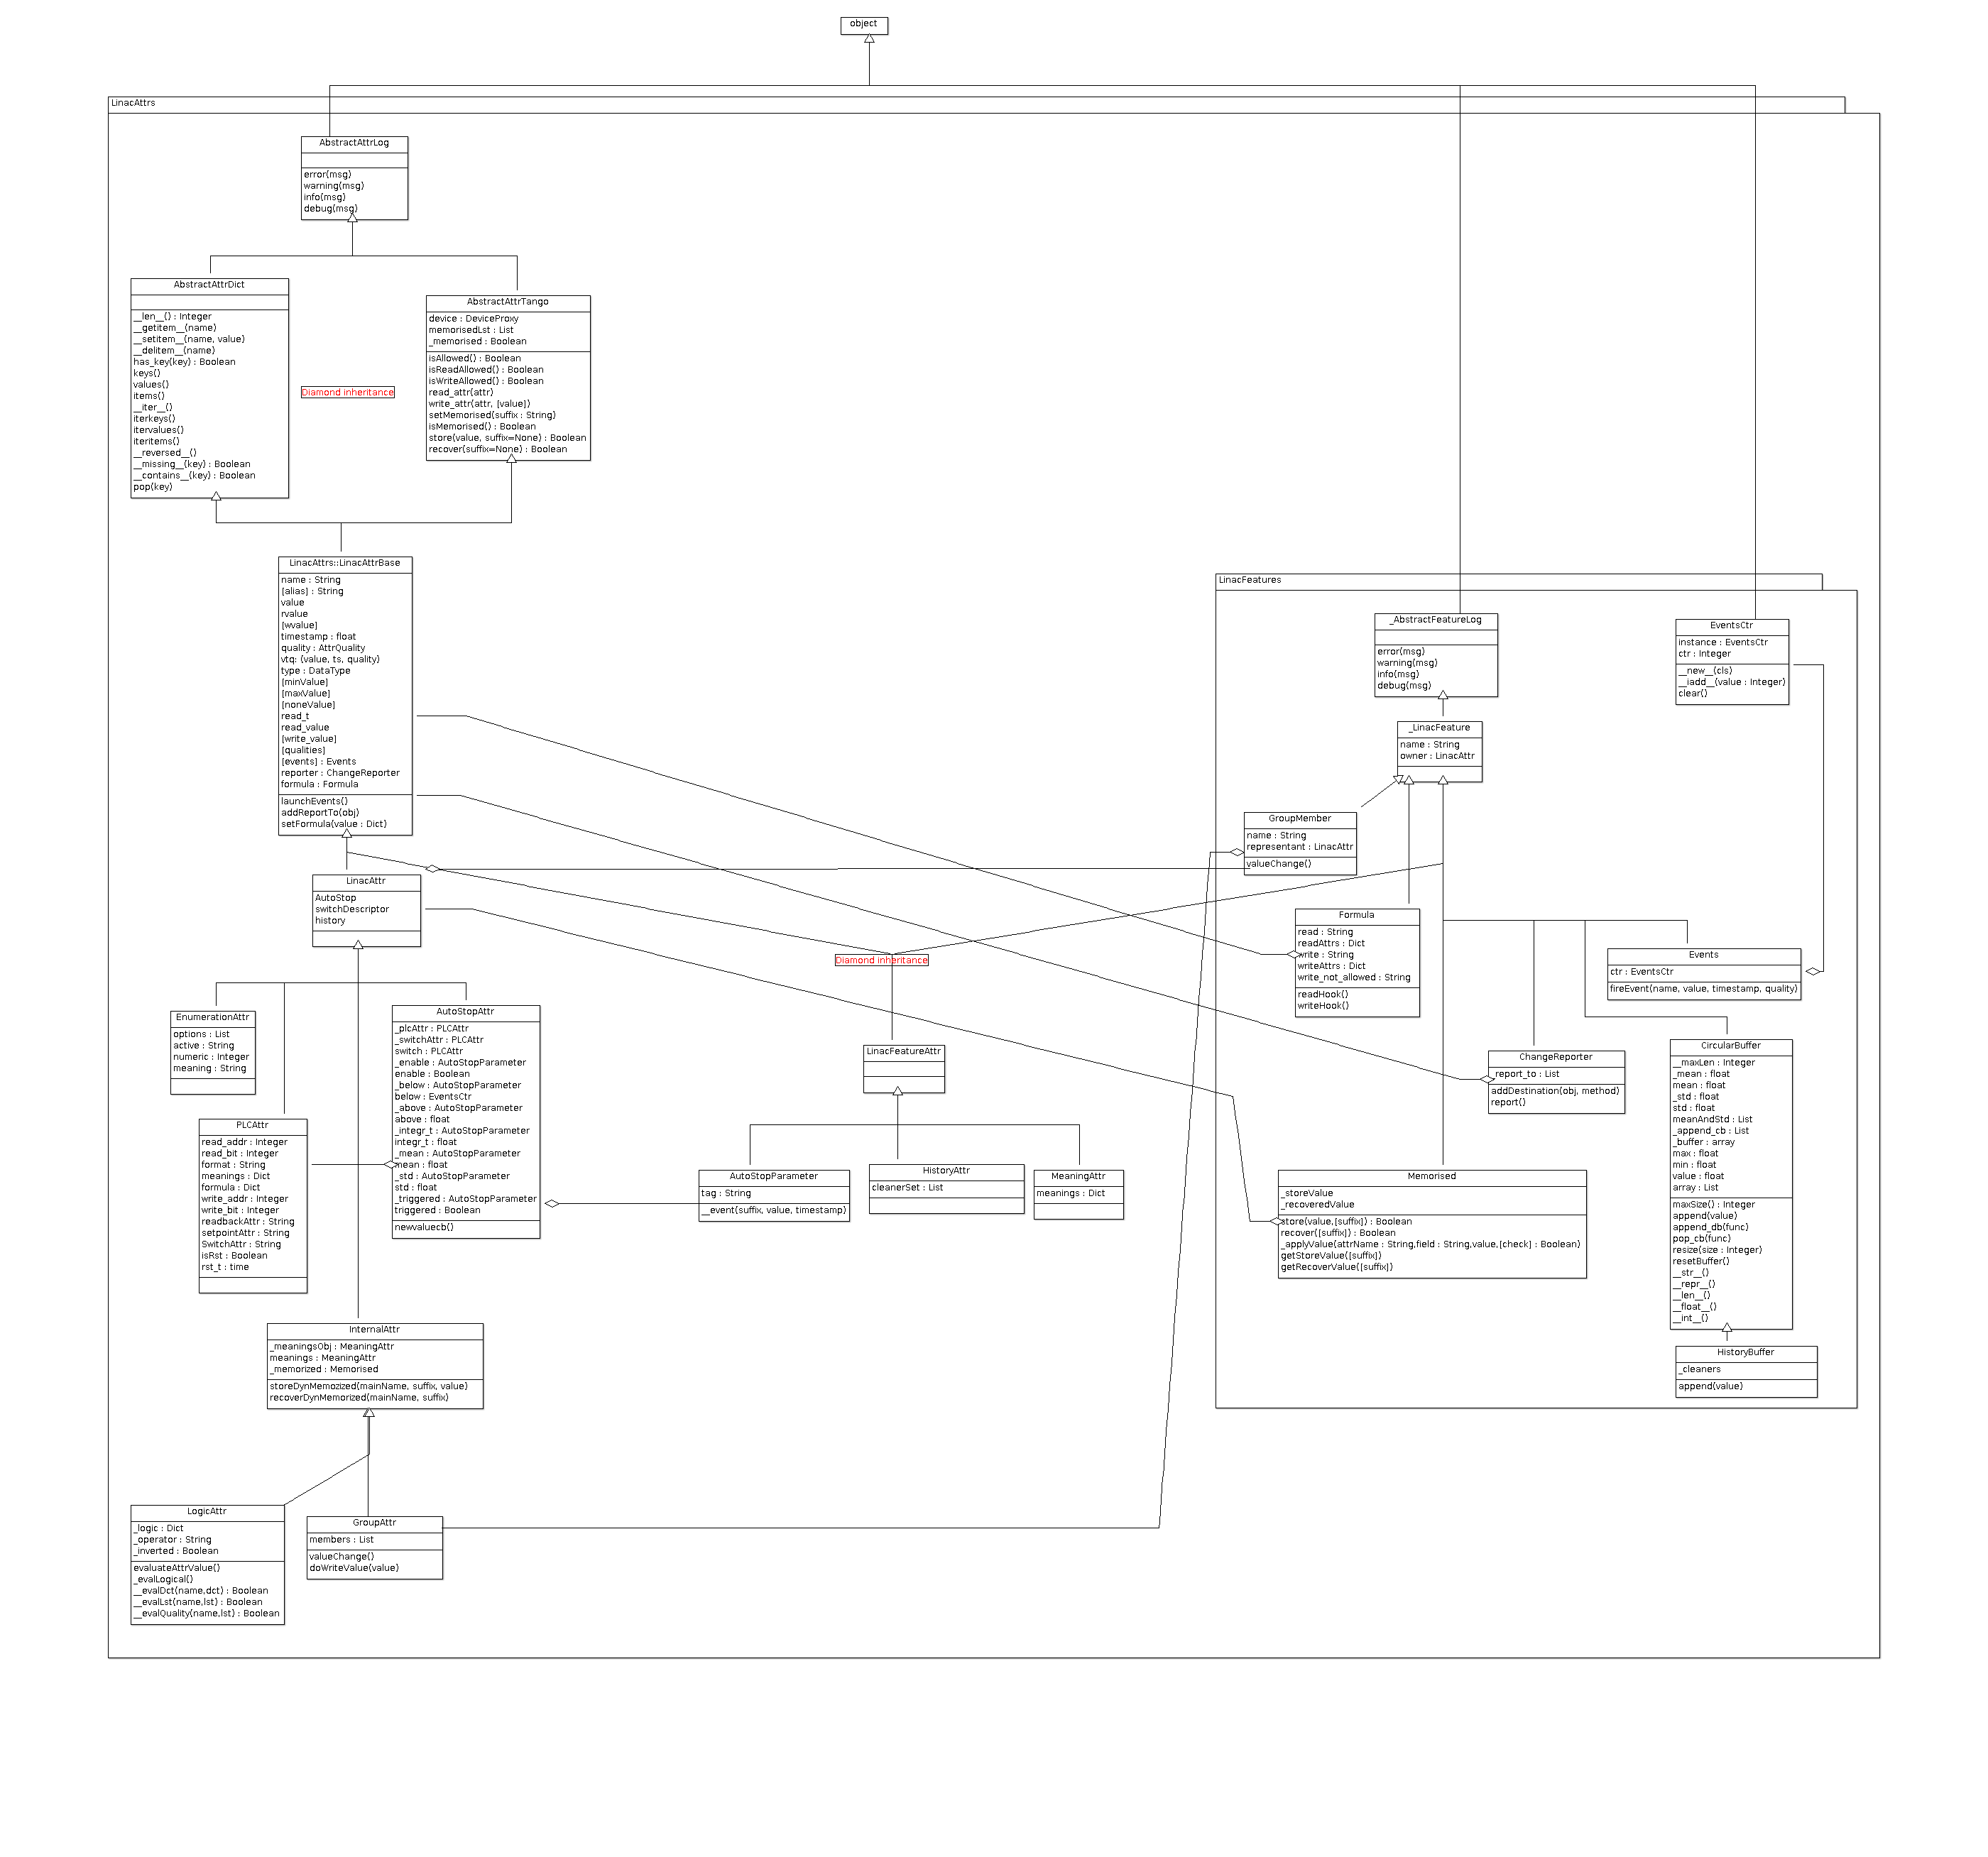 object
LinacAttrs
AbstractAttrLog
error(msg)
warning(msg)
info(msg)
debug(msg)
AbstractAttrDict
__len__() : Integer
__getitem__(name)
__setitem__(name, value)
__delitem__(name)
has_key(key) : Boolean
keys()
values()
items()
__iter__()
iterkeys()
itervalues()
iteritems()
__reversed__()
__missing__(key) : Boolean
__contains__(key) : Boolean
pop(key)
Diamond inheritance
AbstractAttrTango
device : DeviceProxy
memorisedLst : List
_memorised : Boolean
isAllowed() : Boolean
isReadAllowed() : Boolean
isWriteAllowed() : Boolean
read_attr(attr)
write_attr(attr, [value])
setMemorised(suffix : String)
isMemorised() : Boolean
store(value, suffix=None) : Boolean
recover(suffix=None) : Boolean
LinacAttrs::LinacAttrBase
name : String
[alias] : String
value
rvalue
[wvalue]
timestamp : float
quality : AttrQuality
vtq: (value, ts, quality)
type : DataType
[minValue]
[maxValue]
[noneValue]
read_t
read_value
[write_value]
[qualities]
[events] : Events
reporter : ChangeReporter
formula : Formula
launchEvents()
addReportTo(obj)
setFormula(value : Dict)
LinacAttr
AutoStop
switchDescriptor
history
EnumerationAttr
options : List
active : String
numeric : Integer
meaning : String
PLCAttr
read_addr : Integer
read_bit : Integer
format : String
meanings : Dict
formula : Dict
write_addr : Integer
write_bit : Integer
readbackAttr : String
setpointAttr : String
SwitchAttr : String
isRst : Boolean
rst_t : time
AutoStopAttr
_plcAttr : PLCAttr
_switchAttr : PLCAttr
switch : PLCAttr
_enable : AutoStopParameter
enable : Boolean
_below : AutoStopParameter
below : EventsCtr
_above : AutoStopParameter
above : float
_integr_t : AutoStopParameter
integr_t : float
_mean : AutoStopParameter
mean : float
_std : AutoStopParameter
std : float
_triggered : AutoStopParameter
triggered : Boolean
newvaluecb()
InternalAttr
_meaningsObj : MeaningAttr
meanings : MeaningAttr
_memorized : Memorised
storeDynMemozized(mainName, suffix, value)
recoverDynMemorized(mainName, suffix)
LogicAttr
_logic : Dict
_operator : String
_inverted : Boolean
evaluateAttrValue()
_evalLogical()
__evalDct(name,dct) : Boolean
__evalLst(name,lst) : Boolean
__evalQuality(name,lst) : Boolean
GroupAttr
members : List
valueChange()
doWriteValue(value)
Diamond inheritance
LinacFeatureAttr
AutoStopParameter
tag : String
__event(suffix, value, timestamp)
HistoryAttr
cleanerSet : List
MeaningAttr
meanings : Dict
LinacFeatures
_AbstractFeatureLog
error(msg)
warning(msg)
info(msg)
debug(msg)
EventsCtr
instance : EventsCtr
ctr : Integer
__new__(cls)
__iadd__(value : Integer)
clear()
_LinacFeature
name : String
owner : LinacAttr
GroupMember
name : String
representant : LinacAttr
valueChange()
Formula
read : String
readAttrs : Dict
write : String
writeAttrs : Dict
write_not_allowed : String
readHook()
writeHook()
Events
ctr : EventsCtr
fireEvent(name, value, timestamp, quality)
ChangeReporter
_report_to : List
addDestination(obj, method)
report()
CircularBuffer
__maxLen : Integer
_mean : float
mean : float
_std : float
std : float
meanAndStd : List
_append_cb : List
_buffer : array
max : float
min : float
value : float
array : List
maxSize() : Integer
append(value)
append_db(func)
pop_cb(func)
resize(size : Integer)
resetBuffer()
__str__()
__repr__()
__len__()
__float__()
__int__()
Memorised
_storeValue
_recoveredValue
store(value,[suffix]) : Boolean
recover([suffix]) : Boolean
_applyValue(attrName : String,field : String,value,[check] : Boolean)
getStoreValue([suffix])
getRecoverValue([suffix])
HistoryBuffer
_cleaners
append(value)